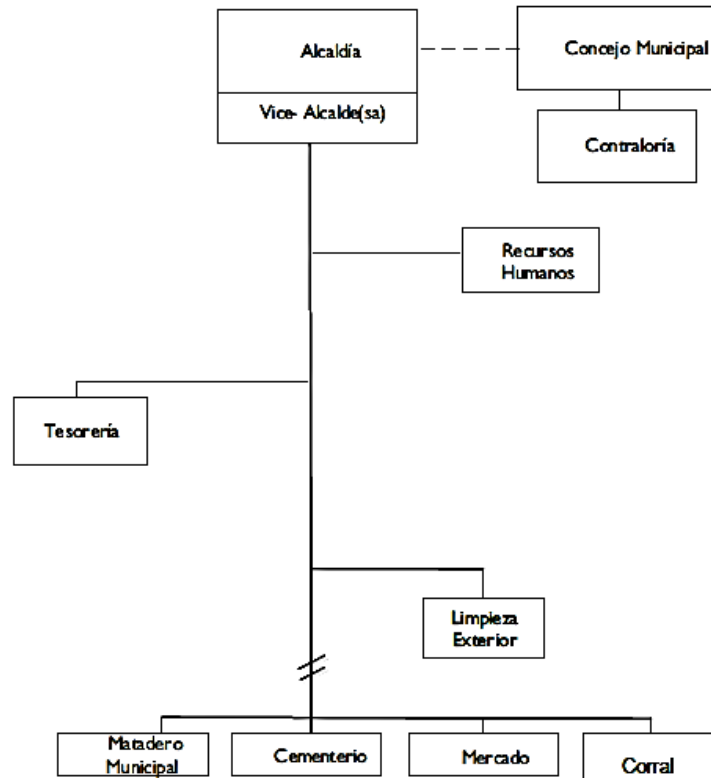 Alcaldía
Concejo Municipal
Vice- Alcalde(sa)
Contraloría
Recursos
Humanos
Tesorería
Limpieza
Exterior
Matadero
Municipal
Cementerio
Mercado
Corral